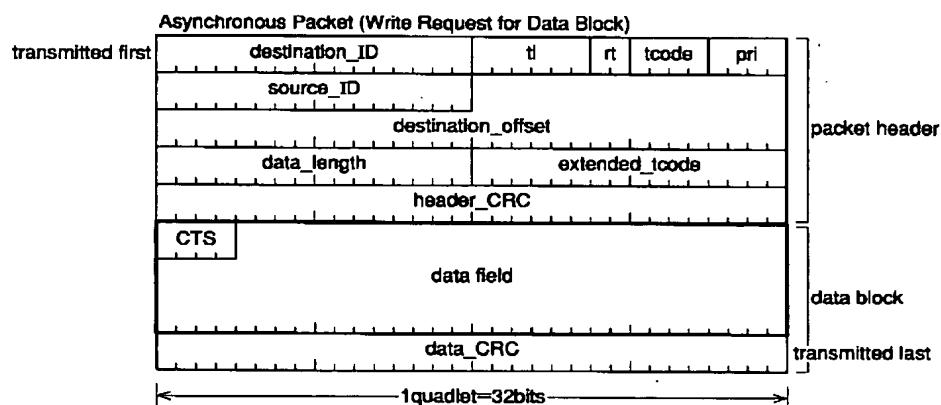 Asynchronous Packet (Write Request for Data Block)
transmitted first
destination_ID tl rt tcode pri
source_ID
destination_offset
packet header
data_length extended_tcode
header_CRC
CTS
data field
data block
data_CRC
transmitted last
1quadlet=32bits